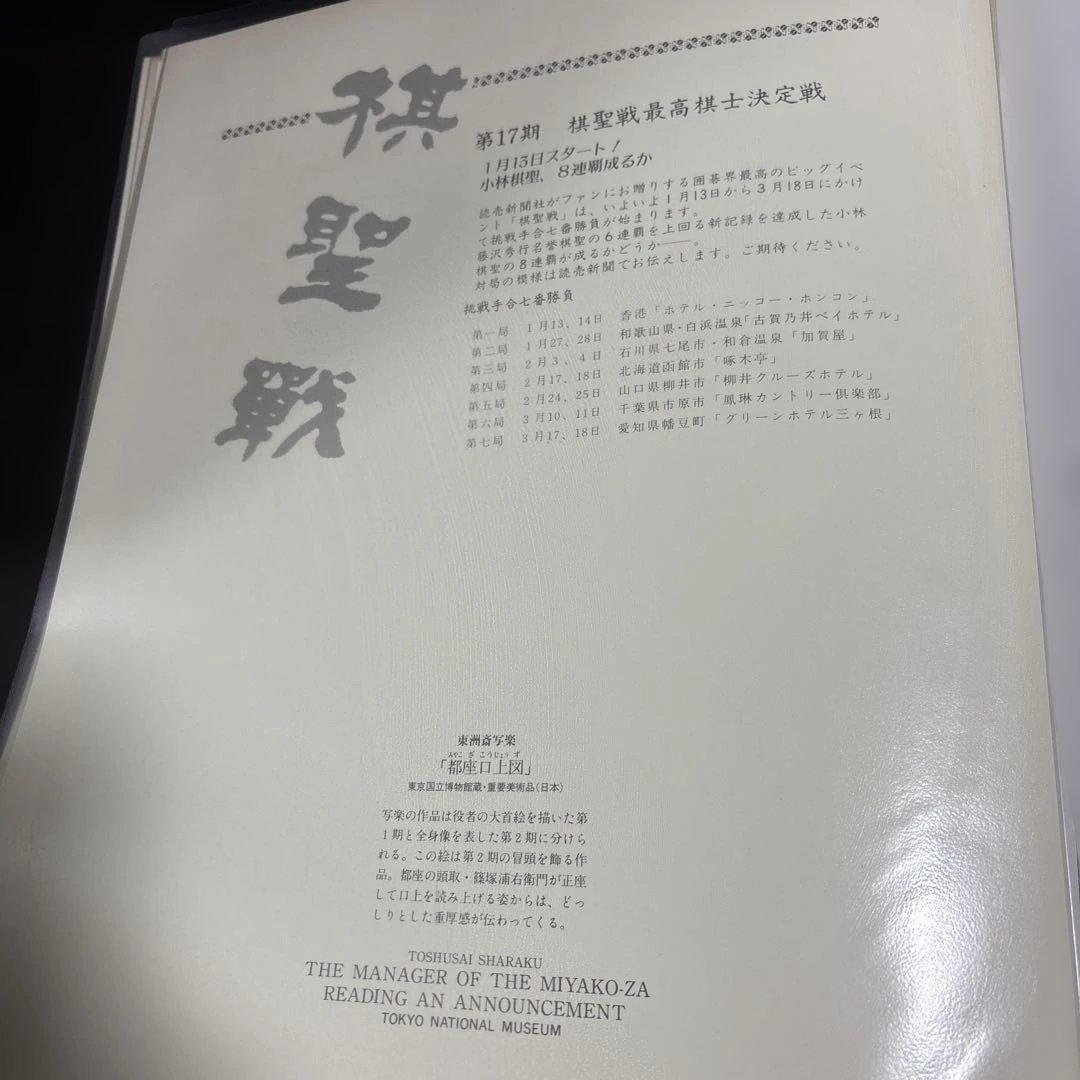 棋聖戰
第17期 棋聖戦最高棋士決定戦
1月13日スタート!
小林棋聖、8連覇成るか
読売新聞社がファンにお贈りする囲碁界最高のビッグイベ
ント「棋聖戦」は、いよいよ1月13日から3月18日にかけ
て挑戦手合七番勝負が始まります。
藤沢秀行名誉棋聖の6連覇を上回る新記録を達成した小林
棋聖の8連覇が成るかどうか――。
対局の模様は読売新聞でお伝えします。ご期待ください。
挑戦手合七番勝負
第一局 1月13、14日 香港「ホテル・ニッコー・ホンコン」
第二局 1月27、28日 和歌山県・白浜温泉「古賀乃井ベイホテル」
第三局 2月3、4日 石川県七尾市・和倉温泉「加賀屋」
第四局 2月17、18日 北海道函館市「啄木亭」
第五局 2月24、25日 山口県柳井市「柳井クルーズホテル」
第六局 3月10、11日 千葉県市原市「鳳琳カントリー倶楽部」
第七局 3月17、18日 愛知県幡豆町「グリーンホテル三ヶ根」
東洲斎写楽
みやこざこうじょうず
「都座口上図」
東京国立博物館蔵・重要美術品(日本)
写楽の作品は役者の大首絵を描いた第
1期と全身像を表した第2期に分けら
れる。この絵は第2期の冒頭を飾る作
品。都座の頭取・篠塚浦右衛門が正座
して口上を読み上げる姿からは、どっ
しりとした重厚感が伝わってくる。
TOSHUSAI SHARAKU
THE MANAGER OF THE MIYAKO-ZA
READING AN ANNOUNCEMENT
TOKYO NATIONAL MUSEUM